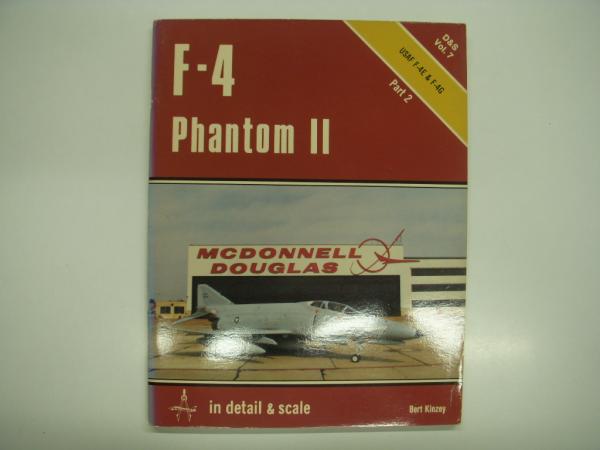 D&S
Vol. 7
USAF F-4E & F-4G
Part 2
F-4
Phantom II
MCDONNELL
DOUGLAS
in detail & scale
Bert Kinzey